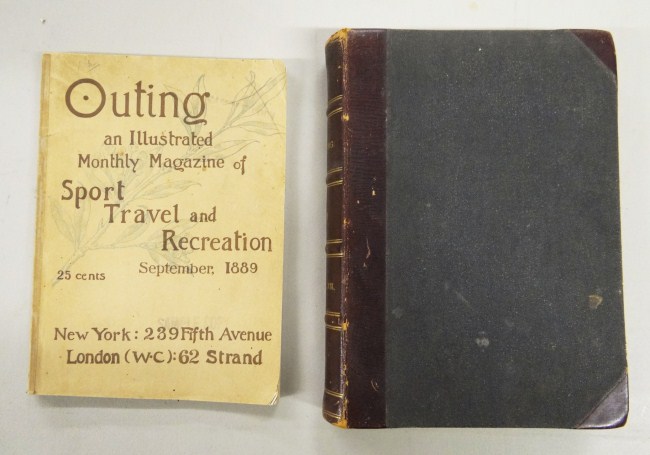 Outing
an Illustrated
Monthly Magazine of
Sport
Travel and
Recreation
September, 1889
25 cents
New York: 239 Fifth Avenue
London (W.C): 62 Strand